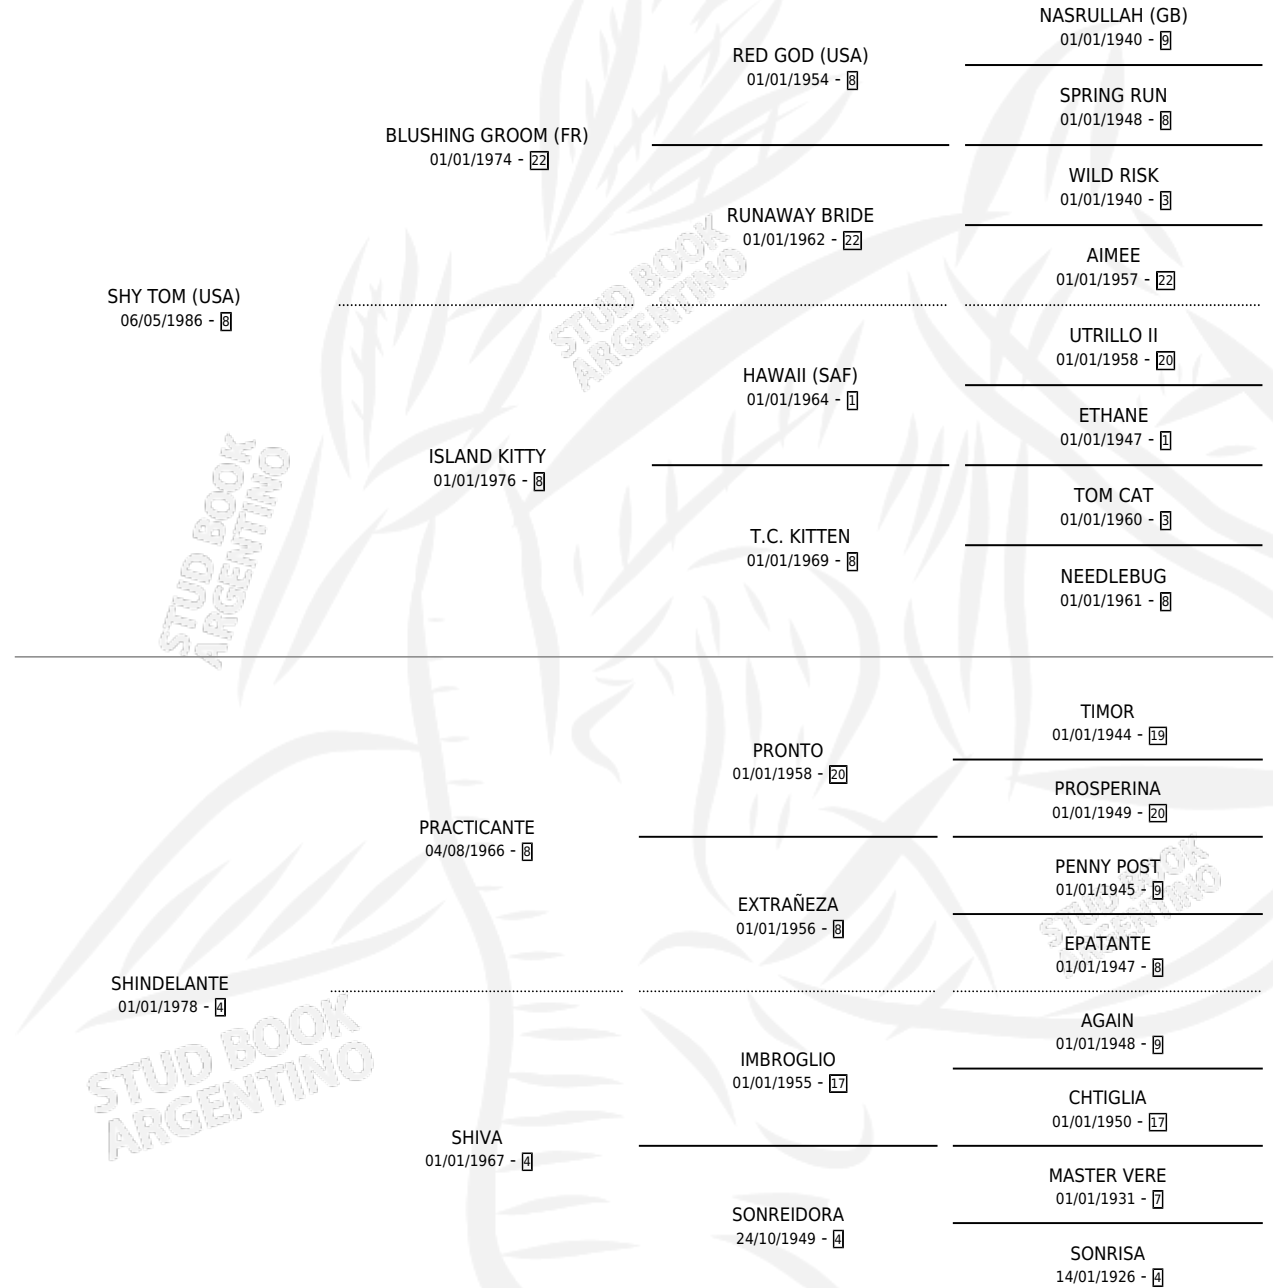 NASRULLAH (GB)
01/01/1940 - 9
RED GOD (USA)
01/01/1954 - 8
SPRING RUN
01/01/1948 - 8
BLUSHING GROOM (FR)
01/01/1974 - 22
WILD RISK
01/01/1940 - 3
RUNAWAY BRIDE
01/01/1962 - 22
AIMEE
01/01/1957 - 22
SHY TOM (USA)
06/05/1986 - 8
UTRILLO II
01/01/1958 - 20
HAWAII (SAF)
01/01/1964 - 1
ETHANE
01/01/1947 - 1
ISLAND KITTY
01/01/1976 - 8
TOM CAT
01/01/1960 - 3
T.C. KITTEN
01/01/1969 - 8
NEEDLEBUG
01/01/1961 - 8
TIMOR
01/01/1944 - 19
PRONTO
01/01/1958 - 20
PROSPERINA
01/01/1949 - 20
PRACTICANTE
04/08/1966 - 8
PENNY POST
01/01/1945 - 9
EXTRAÑEZA
01/01/1956 - 8
EPATANTE
01/01/1947 - 8
SHINDELANTE
01/01/1978 - 4
AGAIN
01/01/1948 - 9
IMBROGLIO
01/01/1955 - 17
CHTIGLIA
01/01/1950 - 17
SHIVA
01/01/1967 - 4
MASTER VERE
01/01/1931 - 7
SONREIDORA
24/10/1949 - 4
SONRISA
14/01/1926 - 4
STUD BOOK
ARGENTINO
STUD BOOK
ARGENTINO
STUD BOOK
ARGENTINO
STUD BOOK
ARGENTINO